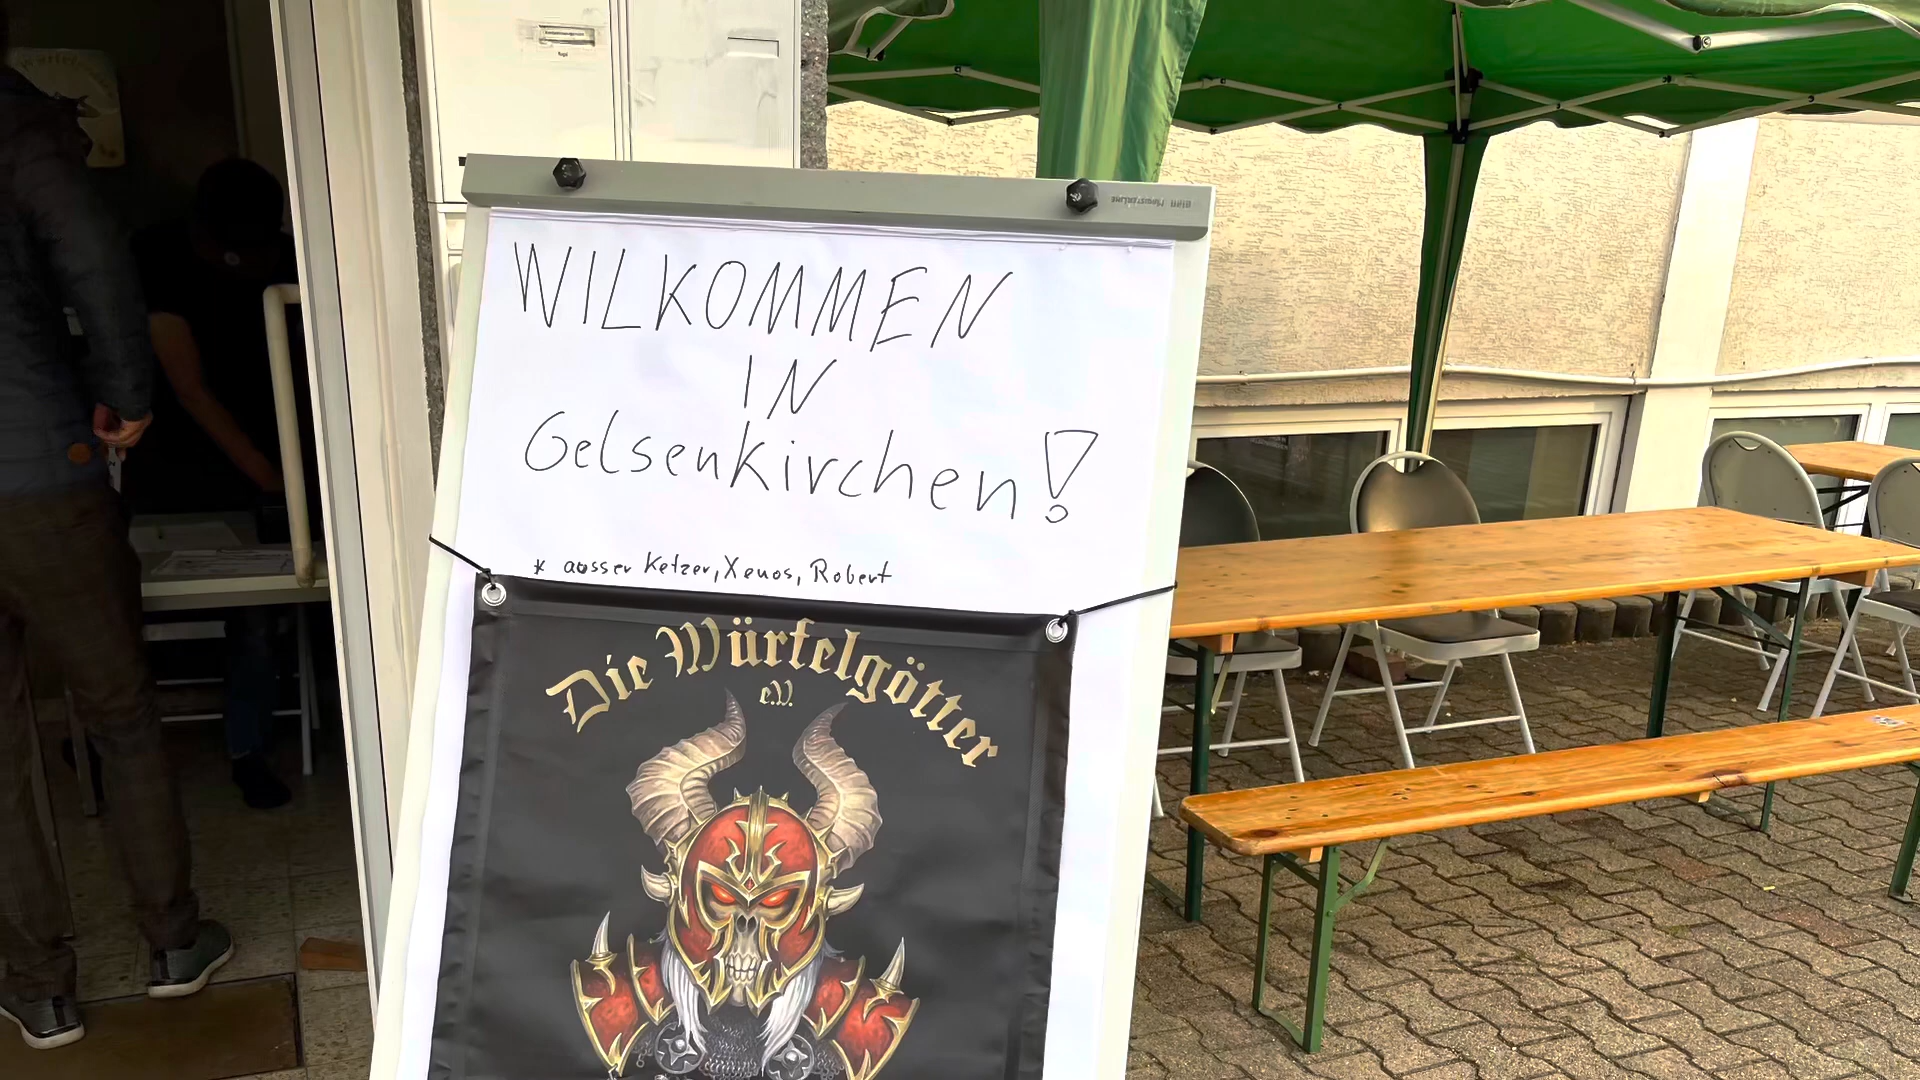 WILKOMMEN
IN
Gelsenkirchen!
* ausser Ketzer, Xenos, Robert
Die Würfelgötter
e.V.